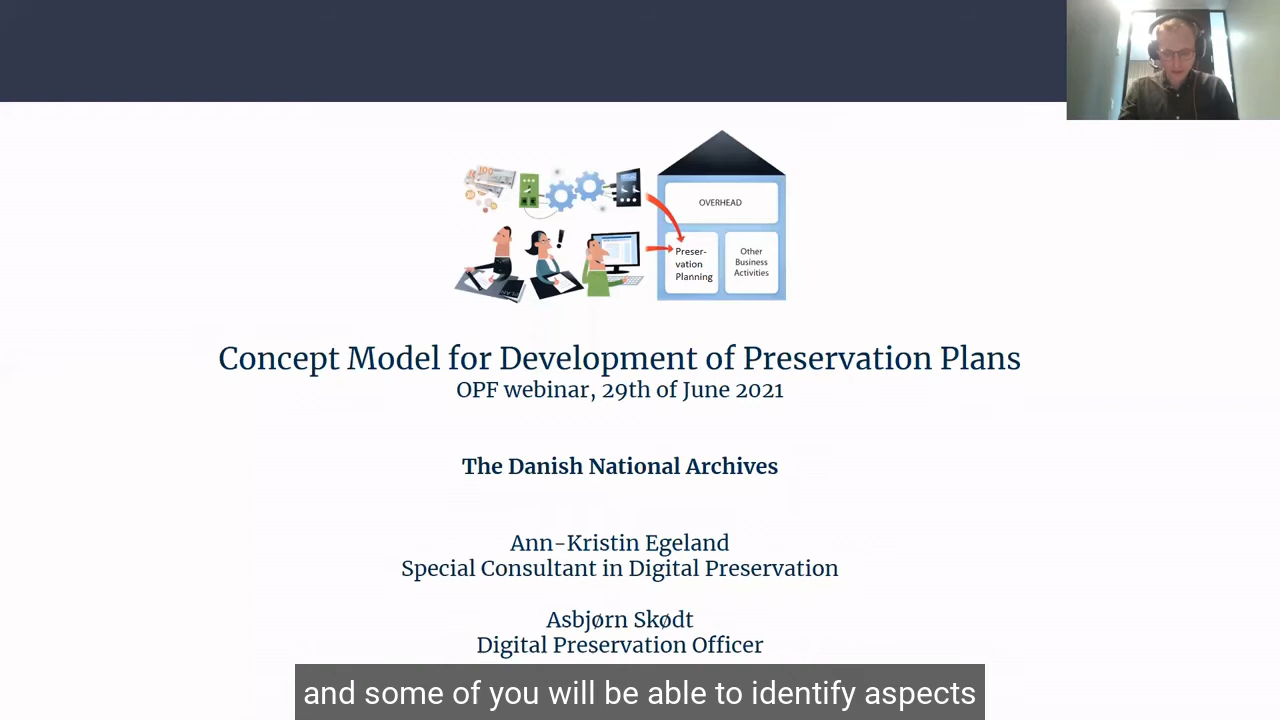 OVERHEAD
Preser-
vation
Planning
Other
Business
Activities
Concept Model for Development of Preservation Plans
OPF webinar, 29th of June 2021
The Danish National Archives
Ann-Kristin Egeland
Special Consultant in Digital Preservation
Asbjørn Skødt
Digital Preservation Officer
and some of you will be able to identify aspects